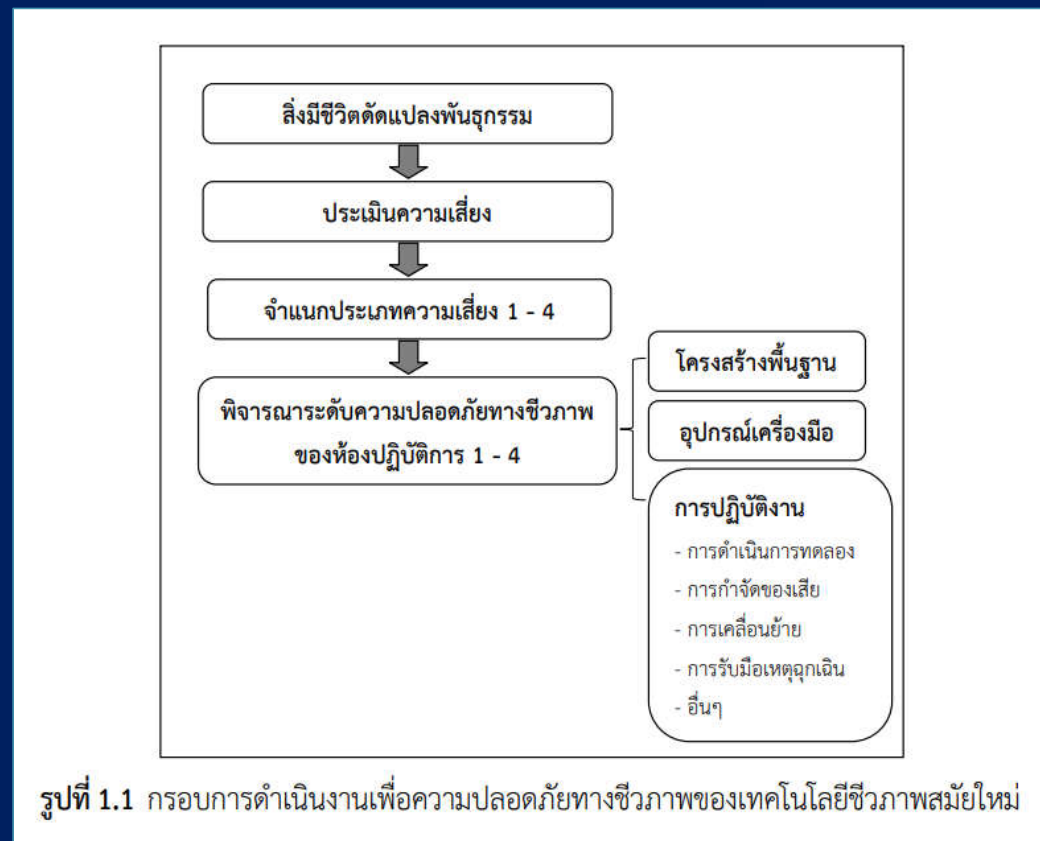 สิ่งมีชีวิตดัดแปลงพันธุกรรม
ประเมินความเสี่ยง
จำแนกประเภทความเสี่ยง 1 - 4
พิจารณาระดับความปลอดภัยทางชีวภาพ
ของห้องปฏิบัติการ 1 - 4
โครงสร้างพื้นฐาน
อุปกรณ์เครื่องมือ
การปฏิบัติงาน
- การดำเนินการทดลอง
- การกำจัดของเสีย
- การเคลื่อนย้าย
- การรับมือเหตุฉุกเฉิน
- อื่นๆ
รูปที่ 1.1 กรอบการดำเนินงานเพื่อความปลอดภัยทางชีวภาพของเทคโนโลยีชีวภาพสมัยใหม่